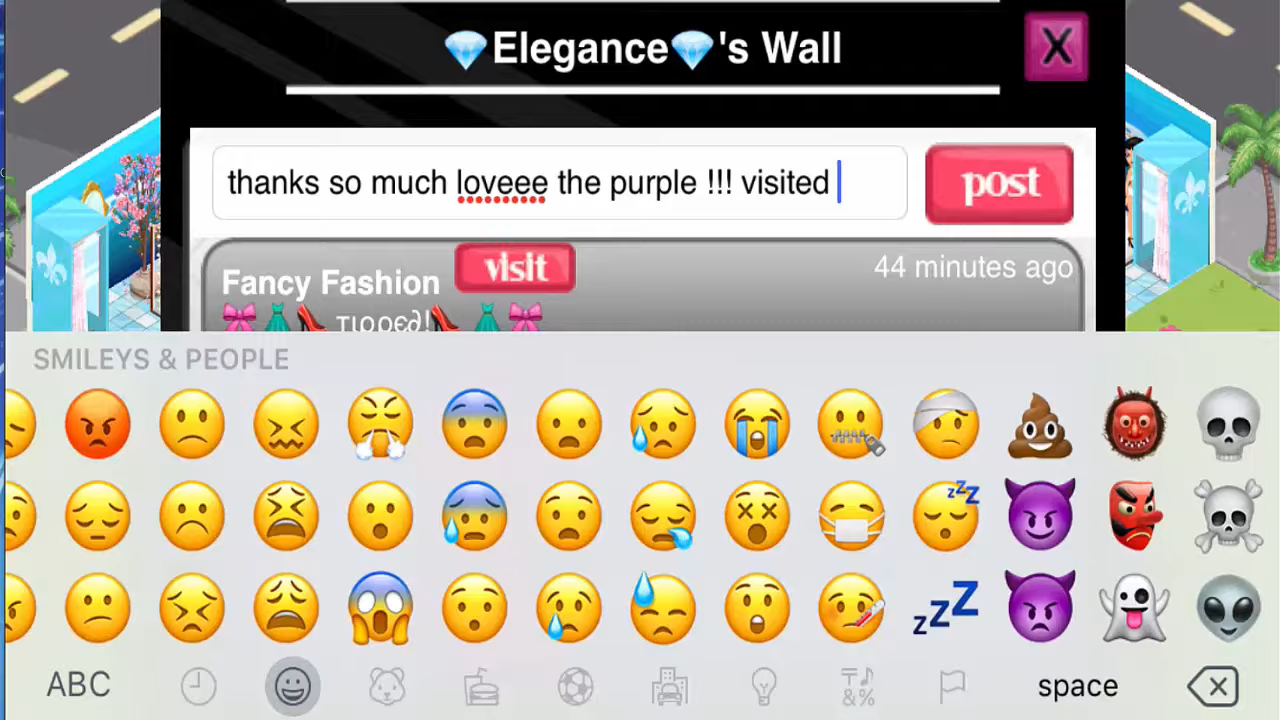 💎Elegance💎's Wall
X
thanks so much loveee the purple !!! visited
post
Fancy Fashion
visit
44 minutes ago
🎀👗👠 тιρρє∂!👠👗🎀
SMILEYS & PEOPLE
ABC
space